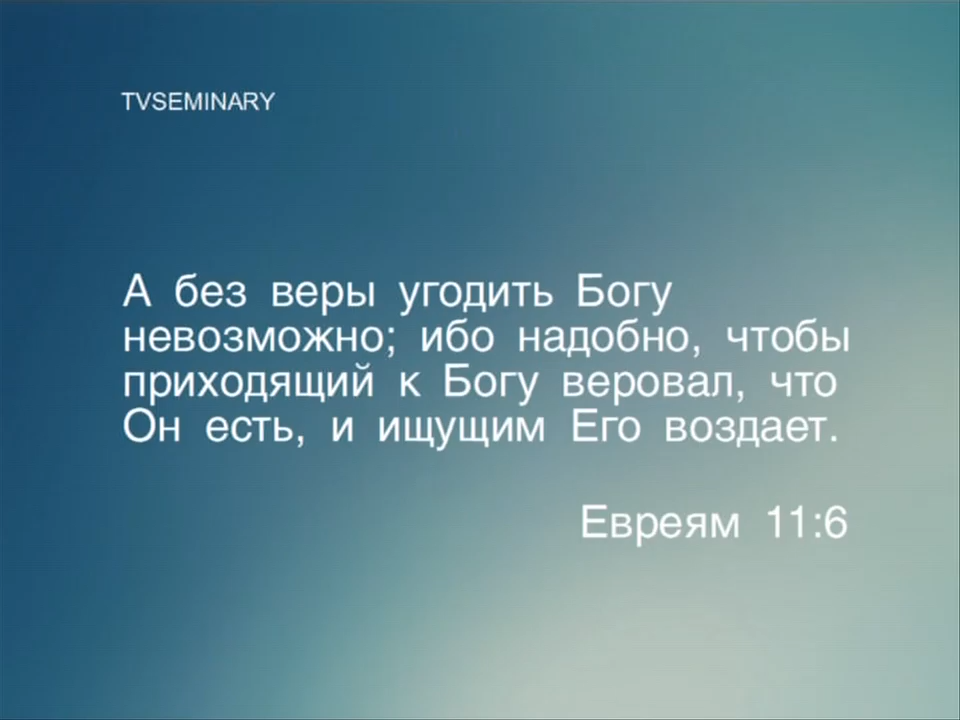 TVSEMINARY
А без веры угодить Богу
невозможно; ибо надобно, чтобы
приходящий к Богу веровал, что
Он есть, и ищущим Его воздает.
Евреям 11:6